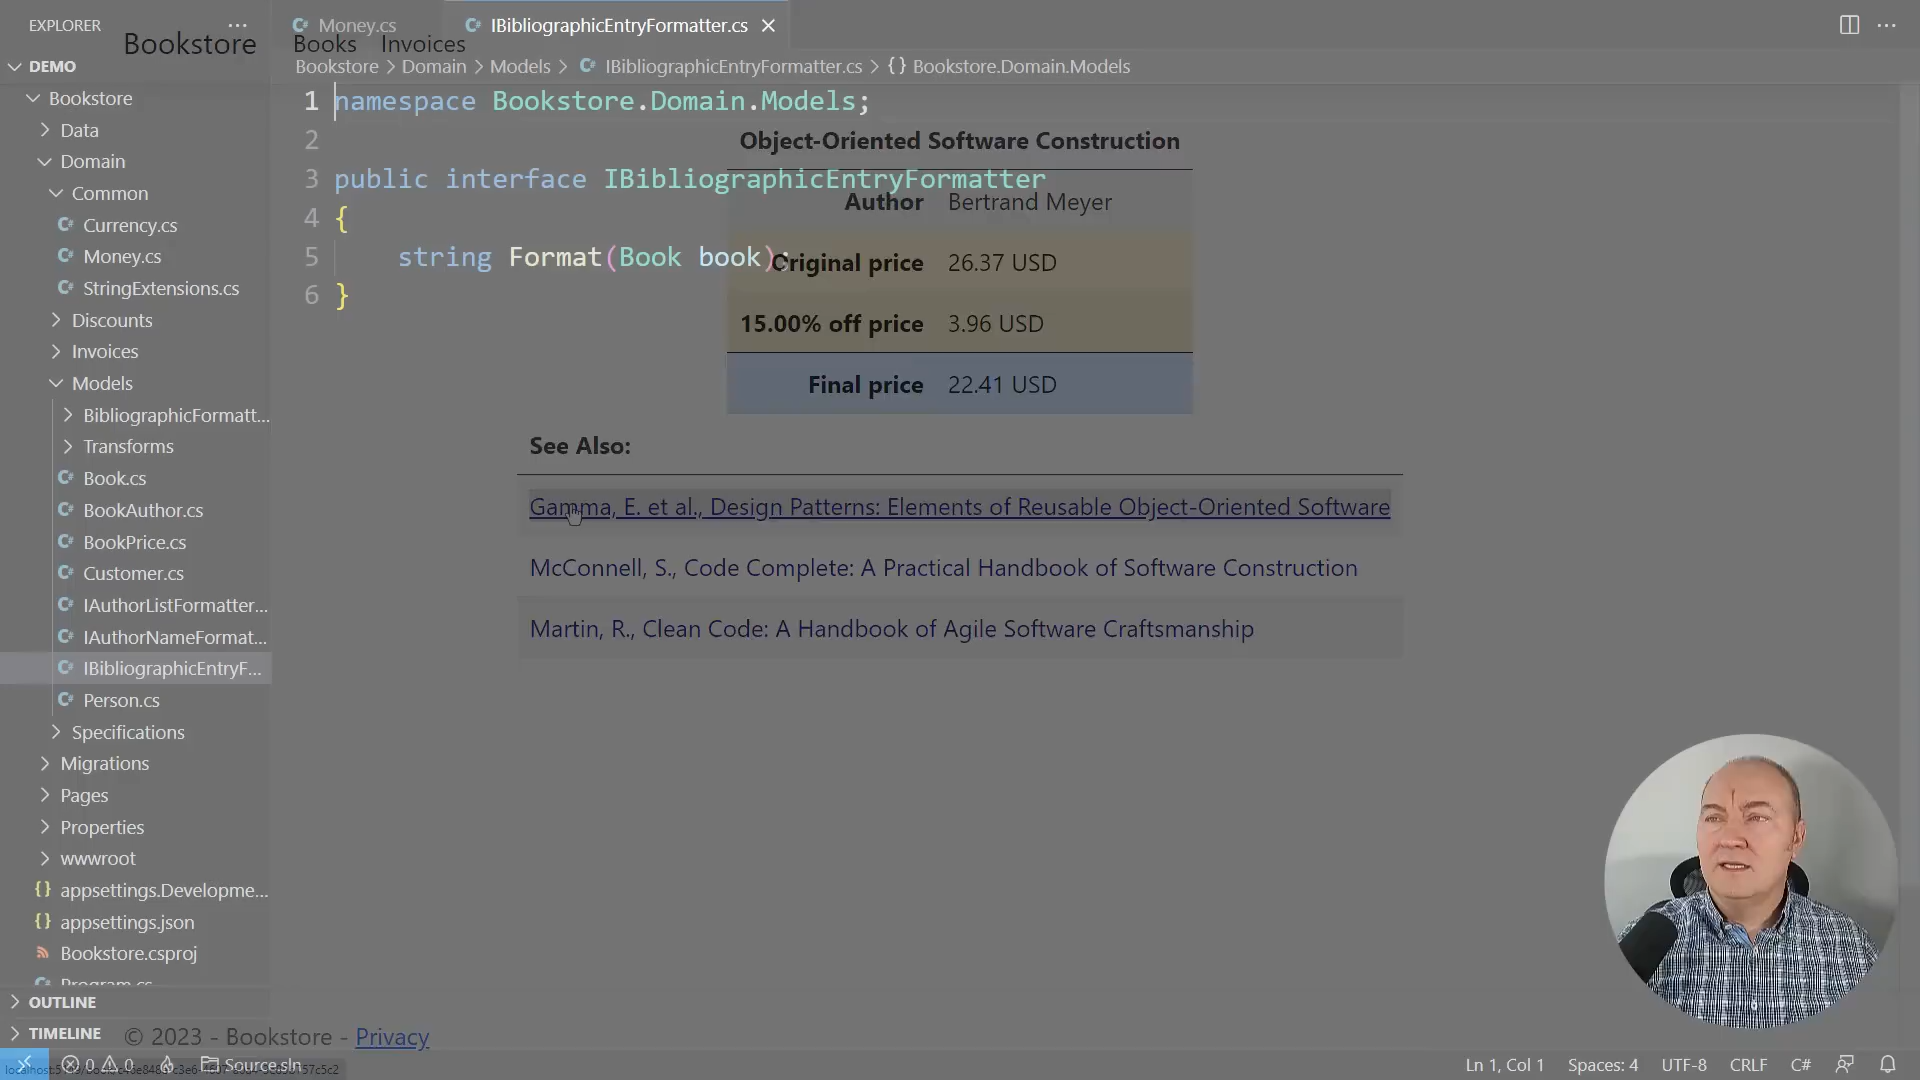 EXPLORER
Bookstore
Books Invoices
Money.cs
IBibliographicEntryFormatter.cs
Bookstore > Domain > Models > IBibliographicEntryFormatter.cs > {} Bookstore.Domain.Models
DEMO
Bookstore
Data
Domain
Common
Currency.cs
Money.cs
StringExtensions.cs
Discounts
Invoices
Models
BibliographicFormatt...
Transforms
Book.cs
BookAuthor.cs
BookPrice.cs
Customer.cs
IAuthorListFormatter...
IAuthorNameFormat...
IBibliographicEntryF...
Person.cs
Specifications
Migrations
Pages
Properties
wwwroot
appsettings.Developme...
appsettings.json
Bookstore.csproj
Program.cs
OUTLINE
TIMELINE
1 namespace Bookstore.Domain.Models;
2
3 public interface IBibliographicEntryFormatter
4 {
5 string Format(Book book);
6 }
Object-Oriented Software Construction
Author Bertrand Meyer
Original price 26.37 USD
15.00% off price 3.96 USD
Final price 22.41 USD
See Also:
Gamma, E. et al., Design Patterns: Elements of Reusable Object-Oriented Software
McConnell, S., Code Complete: A Practical Handbook of Software Construction
Martin, R., Clean Code: A Handbook of Agile Software Craftsmanship
© 2023 - Bookstore - Privacy
0 0 Source.sln
Ln 1, Col 1 Spaces: 4 UTF-8 CRLF C#